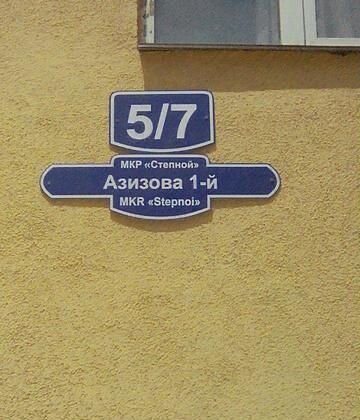 5/7
МКР «Степной»
Азизова 1-й
MKR «Stepnoi»